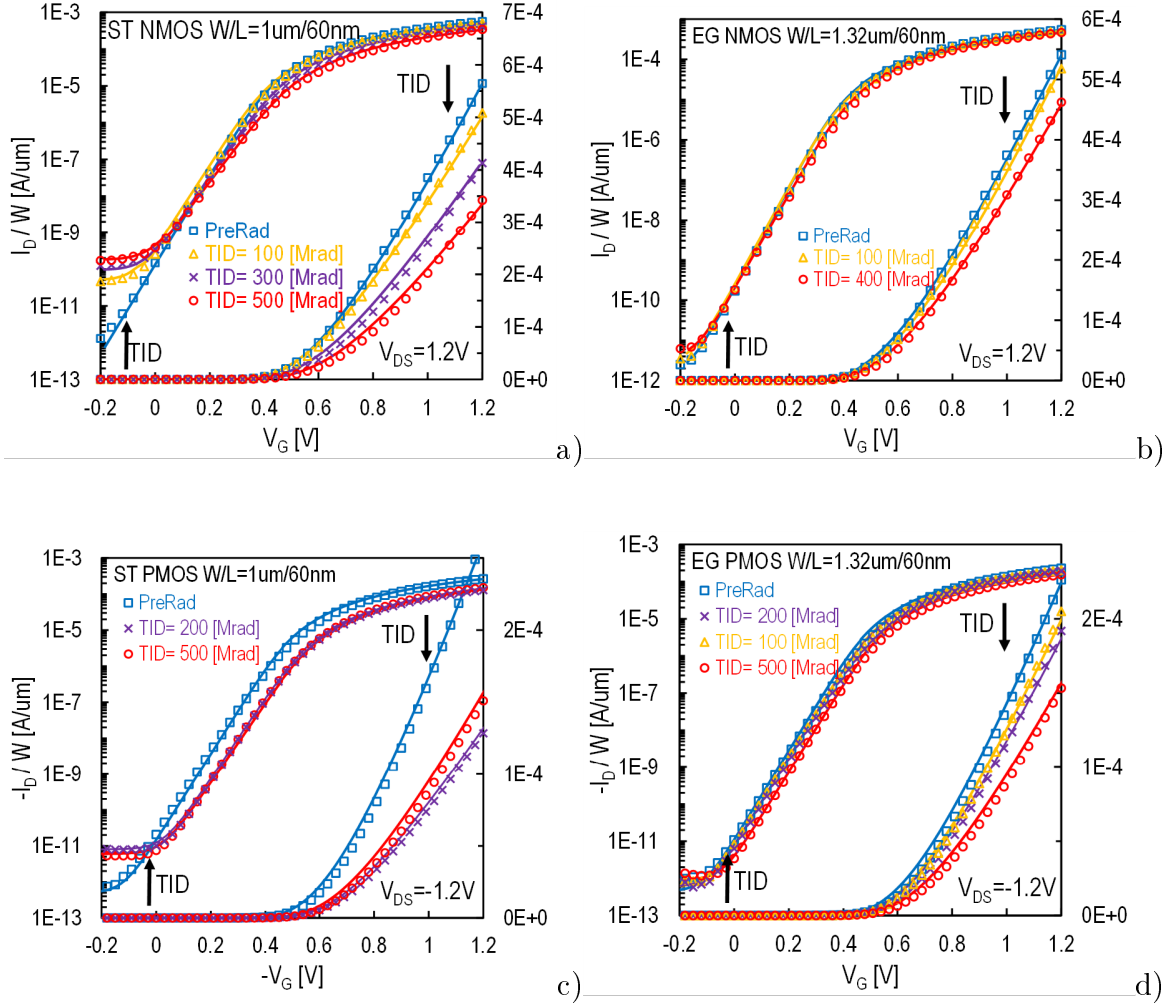 ST NMOS W/L=1um/60nm
I_D / W [A/um]
1E-3
1E-5
1E-7
1E-9
1E-11
1E-13
7E-4
6E-4
5E-4
4E-4
3E-4
2E-4
1E-4
0E+0
TID
PreRad
TID= 100 [Mrad]
TID= 300 [Mrad]
TID= 500 [Mrad]
TID
V_DS=1.2V
-0.2 0 0.2 0.4 0.6 0.8 1 1.2
V_G [V]
a)
EG NMOS W/L=1.32um/60nm
I_D / W [A/um]
1E-4
1E-6
1E-8
1E-10
1E-12
6E-4
5E-4
4E-4
3E-4
2E-4
1E-4
0E+0
TID
PreRad
TID= 100 [Mrad]
TID= 400 [Mrad]
TID
V_DS=1.2V
-0.2 0 0.2 0.4 0.6 0.8 1 1.2
V_G [V]
b)
ST PMOS W/L=1um/60nm
-I_D / W [A/um]
1E-3
1E-5
1E-7
1E-9
1E-11
1E-13
2E-4
1E-4
0E+0
PreRad
TID= 200 [Mrad]
TID= 500 [Mrad]
TID
TID
V_DS=-1.2V
-0.2 0 0.2 0.4 0.6 0.8 1 1.2
-V_G [V]
c)
EG PMOS W/L=1.32um/60nm
-I_D / W [A/um]
1E-3
1E-5
1E-7
1E-9
1E-11
1E-13
2E-4
1E-4
0E+0
PreRad
TID= 200 [Mrad]
TID= 100 [Mrad]
TID= 500 [Mrad]
TID
TID
V_DS=-1.2V
-0.2 0 0.2 0.4 0.6 0.8 1 1.2
V_G [V]
d)